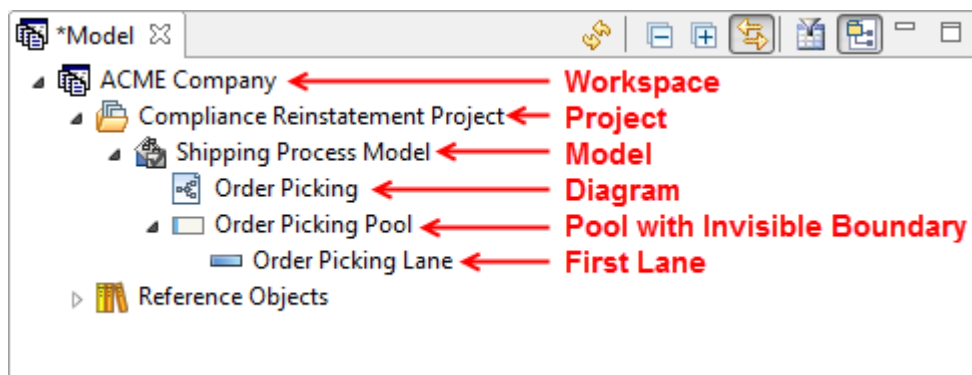 *Model
ACME Company Workspace
Compliance Reinstatement Project Project
Shipping Process Model Model
Order Picking Diagram
Order Picking Pool Pool with Invisible Boundary
Order Picking Lane First Lane
Reference Objects